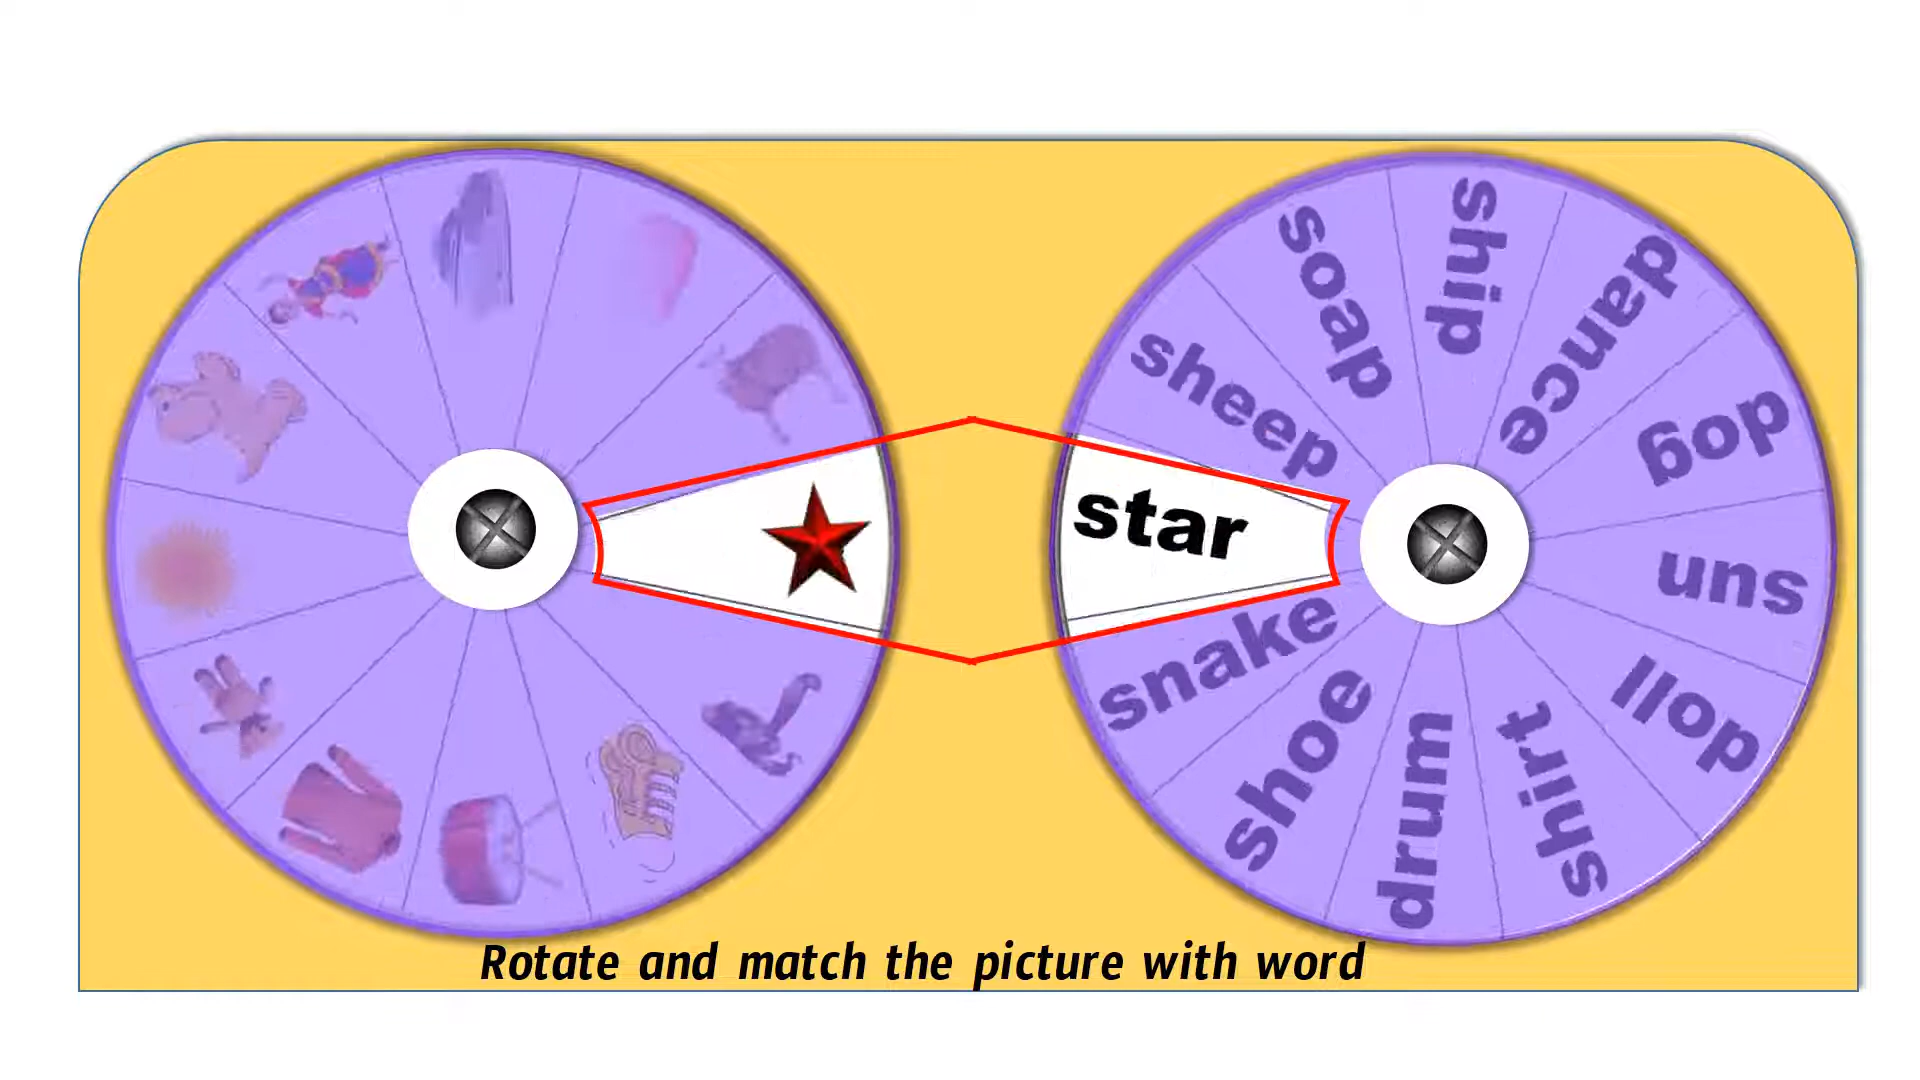 soap
ship
dance
sheep
dog
star
sun
snake
doll
shoe
drum
shirt
Rotate and match the picture with word